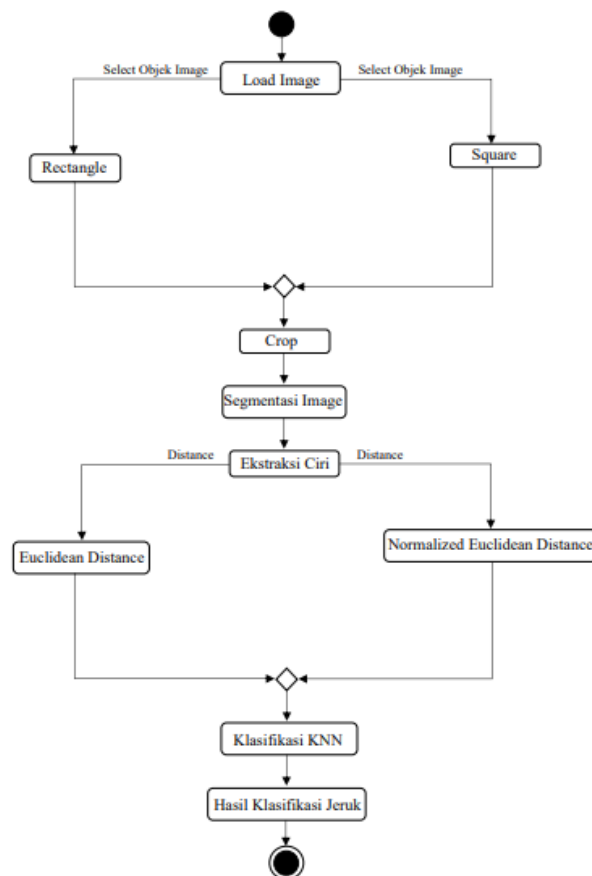 Load Image
Select Objek Image
Select Objek Image
Rectangle
Square
Crop
Segmentasi Image
Ekstraksi Ciri
Distance
Distance
Euclidean Distance
Normalized Euclidean Distance
Klasifikasi KNN
Hasil Klasifikasi Jeruk